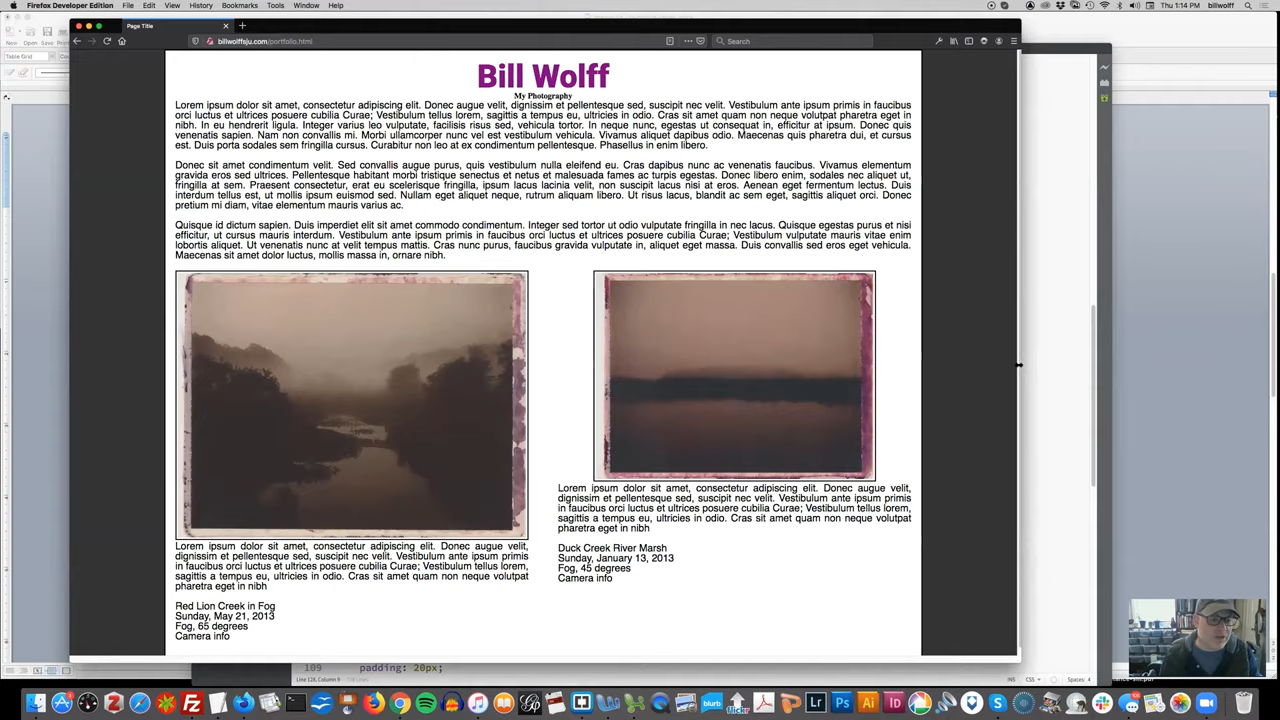 Firefox Developer Edition File Edit View History Bookmarks Tools Window Help
Thu 1:14 PM billwolff
Page Title
New Open Save
billwolffsju.com/portfolio.html
Search
Table Grid
Bill Wolff
My Photography
Lorem ipsum dolor sit amet, consectetur adipiscing elit. Donec augue velit, dignissim et pellentesque sed, suscipit nec velit. Vestibulum ante ipsum primis in faucibus
orci luctus et ultrices posuere cubilia Curae; Vestibulum tellus lorem, sagittis a tempus eu, ultricies in odio. Cras sit amet quam non neque volutpat pharetra eget in
nibh. In eu hendrerit ligula. Integer varius leo vulputate, facilisis risus sed, vehicula tortor. In neque nunc, egestas ut consequat in, efficitur at ipsum. Donec quis
venenatis sapien. Nam non convallis mi. Morbi ullamcorper nunc vel est vestibulum vehicula. Vivamus aliquet dapibus odio. Maecenas quis pharetra dui, et cursus
est. Duis porta sodales sem fringilla cursus. Curabitur non leo at ex condimentum pellentesque. Phasellus in enim libero.
Donec sit amet condimentum velit. Sed convallis augue purus, quis vestibulum nulla eleifend eu. Cras dapibus nunc ac venenatis faucibus. Vivamus elementum
gravida eros sed ultrices. Pellentesque habitant morbi tristique senectus et netus et malesuada fames ac turpis egestas. Donec libero enim, sodales nec aliquet ut,
fringilla at sem. Praesent consectetur, erat eu scelerisque fringilla, ipsum lacus lacinia velit, non suscipit lacus nisi at eros. Aenean eget fermentum lectus. Duis
interdum tellus est, ut mollis ipsum euismod sed. Nullam eget aliquet neque, rutrum aliquam libero. Ut risus lacus, blandit ac sem eget, sagittis aliquet orci. Donec
pretium mi diam, vitae elementum mauris varius ac.
Quisque id dictum sapien. Duis imperdiet elit sit amet commodo condimentum. Integer sed tortor ut odio vulputate fringilla in nec lacus. Quisque egestas purus et nisi
efficitur, ut cursus mauris interdum. Vestibulum ante ipsum primis in faucibus orci luctus et ultrices posuere cubilia Curae; Vestibulum vulputate mauris vitae enim
lobortis aliquet. Ut venenatis nunc at velit tempus mattis. Cras nunc purus, faucibus gravida vulputate in, aliquet eget massa. Duis convallis sed eros eget vehicula.
Maecenas sit amet dolor luctus, mollis massa in, ornare nibh.
Lorem ipsum dolor sit amet, consectetur adipiscing elit. Donec augue velit,
dignissim et pellentesque sed, suscipit nec velit. Vestibulum ante ipsum primis
in faucibus orci luctus et ultrices posuere cubilia Curae; Vestibulum tellus lorem,
sagittis a tempus eu, ultricies in odio. Cras sit amet quam non neque volutpat
pharetra eget in nibh
Red Lion Creek in Fog
Sunday, May 21, 2013
Fog, 65 degrees
Camera info
Lorem ipsum dolor sit amet, consectetur adipiscing elit. Donec augue velit,
dignissim et pellentesque sed, suscipit nec velit. Vestibulum ante ipsum primis
in faucibus orci luctus et ultrices posuere cubilia Curae; Vestibulum tellus lorem,
sagittis a tempus eu, ultricies in odio. Cras sit amet quam non neque volutpat
pharetra eget in nibh
Duck Creek River Marsh
Sunday, January 13, 2013
Fog, 45 degrees
Camera info
109 padding: 20px;
Line 128, Column 9
INS CSS Spaces: 4